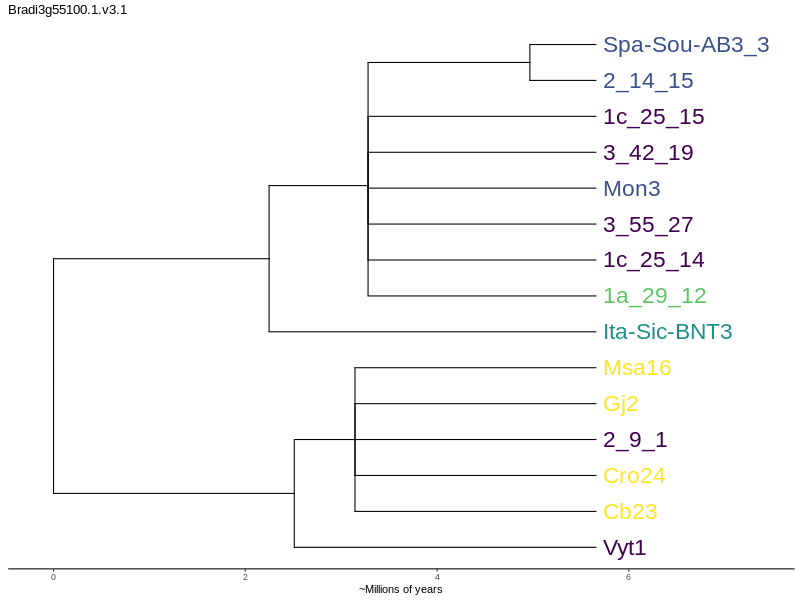 Bradi3g55100.1.v3.1
Spa-Sou-AB3_3
2_14_15
1c_25_15
3_42_19
Mon3
3_55_27
1c_25_14
1a_29_12
Ita-Sic-BNT3
Msa16
Gj2
2_9_1
Cro24
Cb23
Vyt1
0 2 4 6
~Millions of years